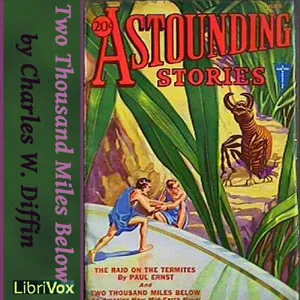 Two Thousand Miles Below
by Charles W. Diffin
LibriVox
20¢
ASTOUNDING
STORIES
THE RAID ON THE TERMITES
BY PAUL ERNST
AND
TWO THOUSAND MILES BELOW